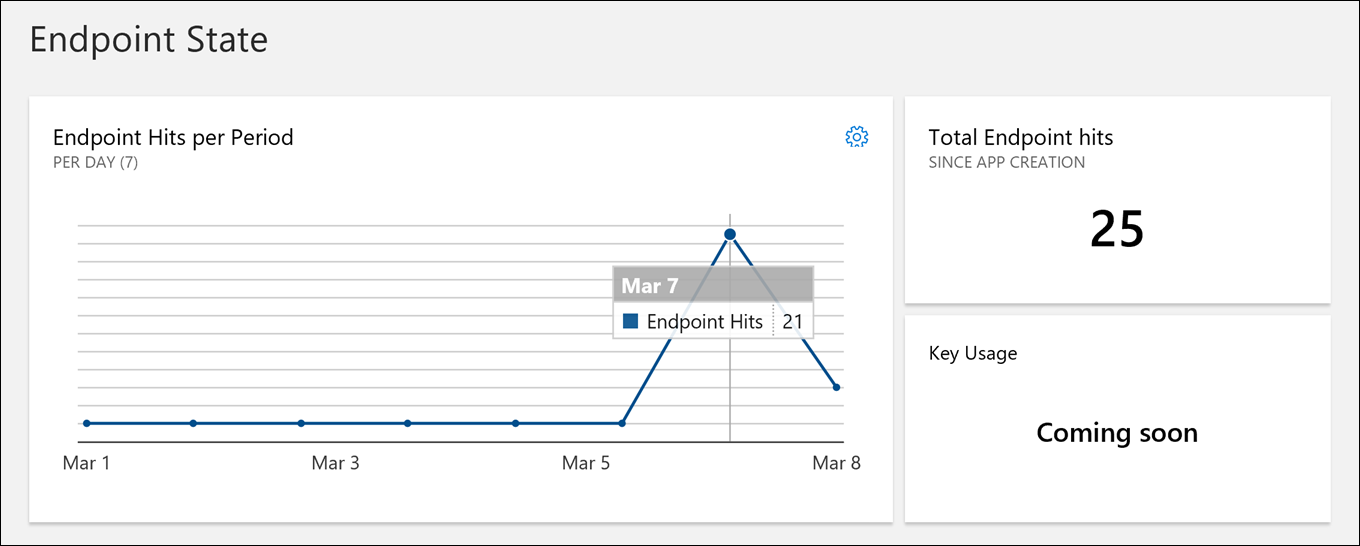 Endpoint State
Endpoint Hits per Period
PER DAY (7)
Mar 7
Endpoint Hits 21
Mar 1
Mar 3
Mar 5
Mar 8
Total Endpoint hits
SINCE APP CREATION
25
Key Usage
Coming soon